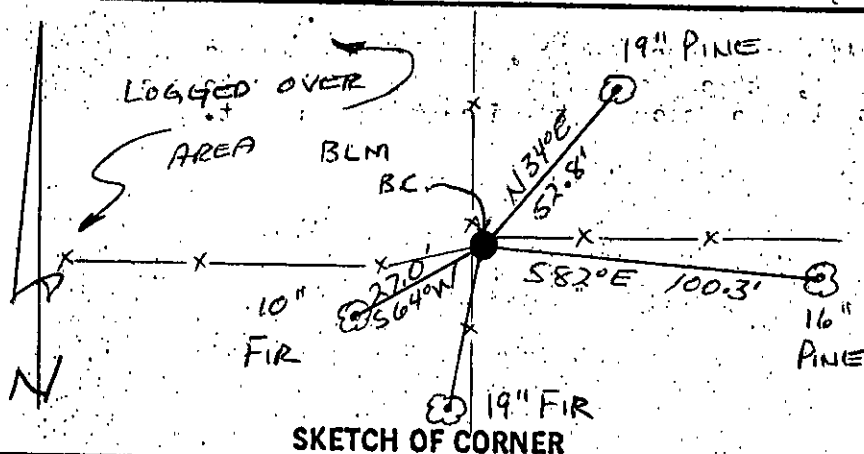 19" PINE
LOGGED OVER
AREA
BLM
BC
N34°E
52.8'
27.0'
S64°W
S82°E 100.3'
10"
FIR
16"
PINE
19" FIR
N
SKETCH OF CORNER